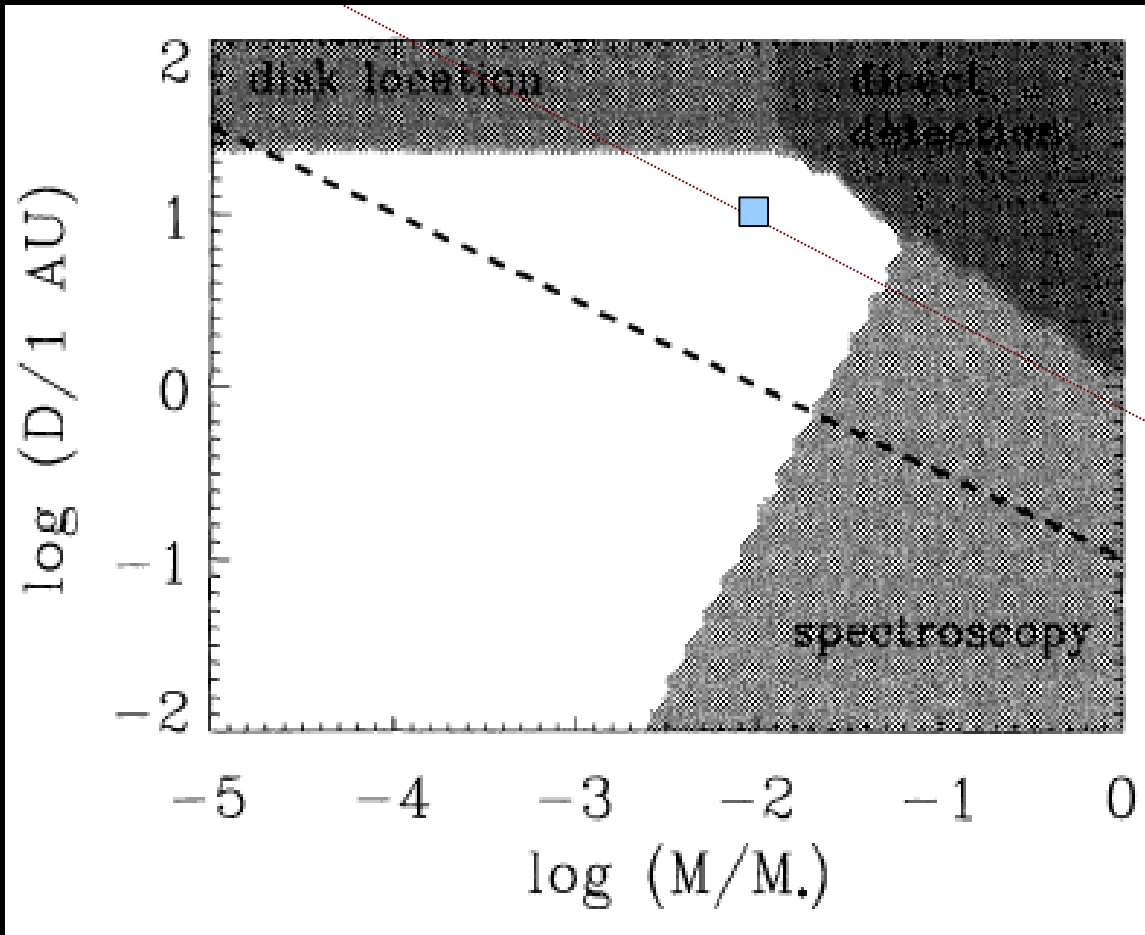 disk location
direct
detection
spectroscopy
log (D/1 AU)
2
1
0
−1
−2
−5 −4 −3 −2 −1 0
log (M/M.)